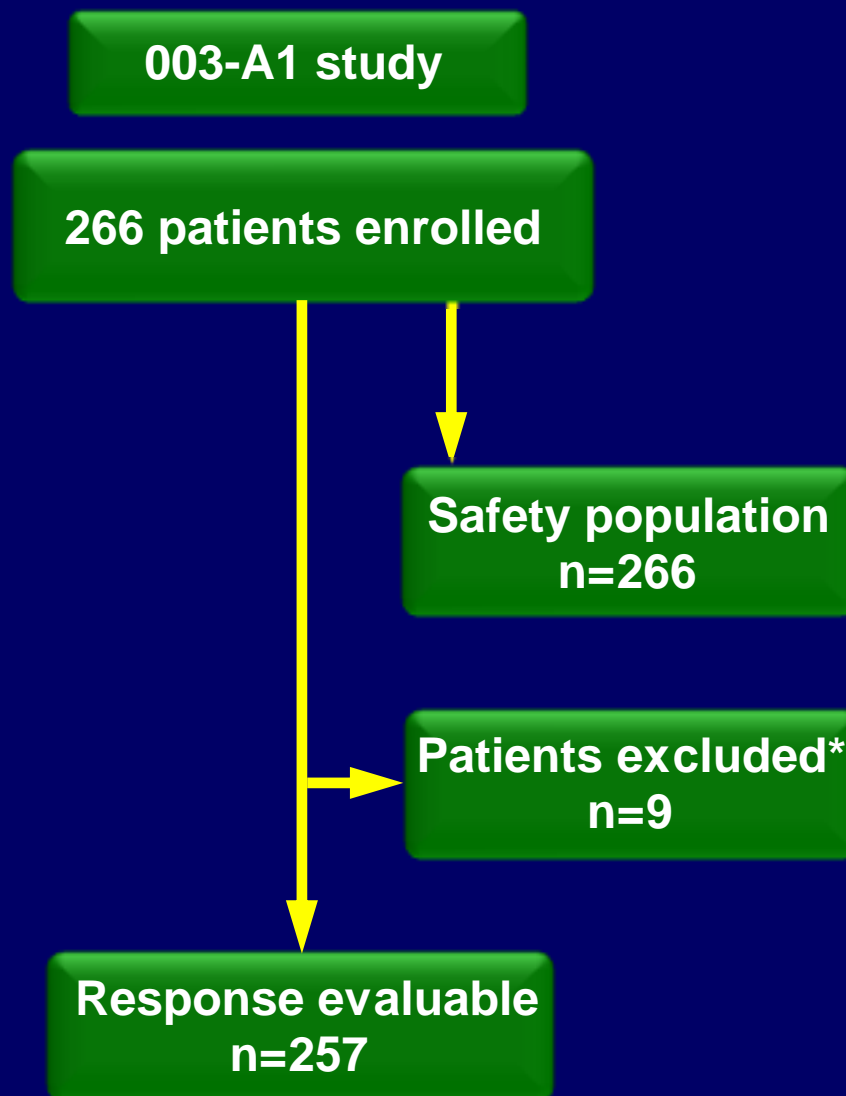 003-A1 study
266 patients enrolled
Safety population
n=266
Patients excluded*
n=9
Response evaluable
n=257